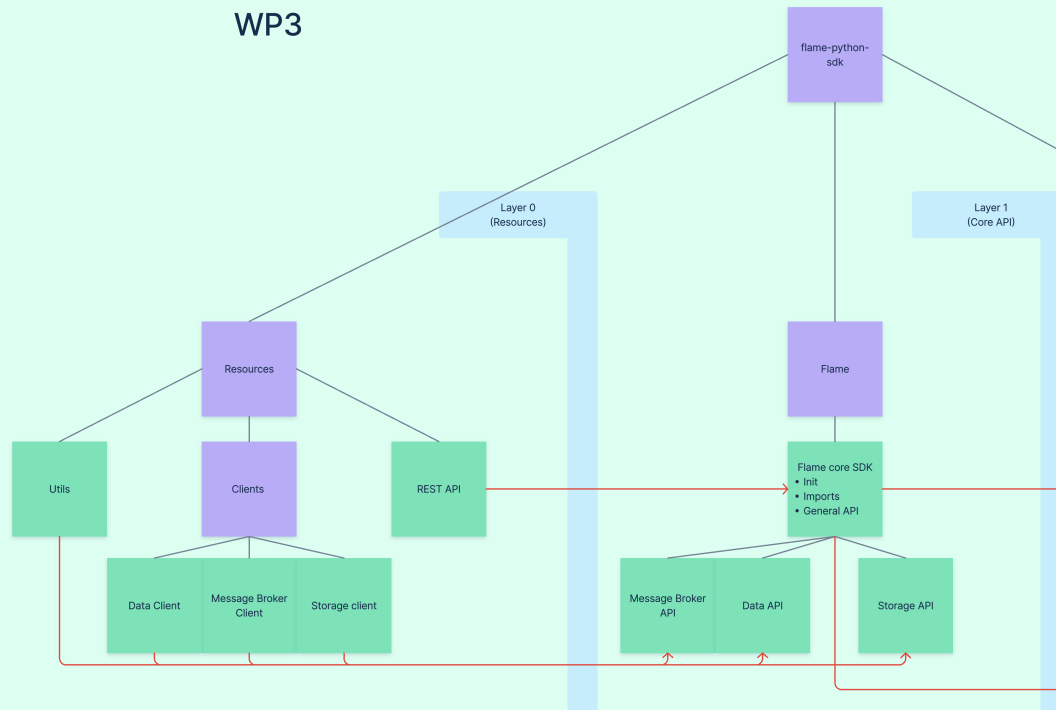 WP3
flame-python-
sdk
Layer 0
(Resources)
Layer 1
(Core API)
Resources
Flame
Utils
Clients
REST API
Flame core SDK
• Init
• Imports
• General API
Data Client
Message Broker
Client
Storage client
Message Broker
API
Data API
Storage API